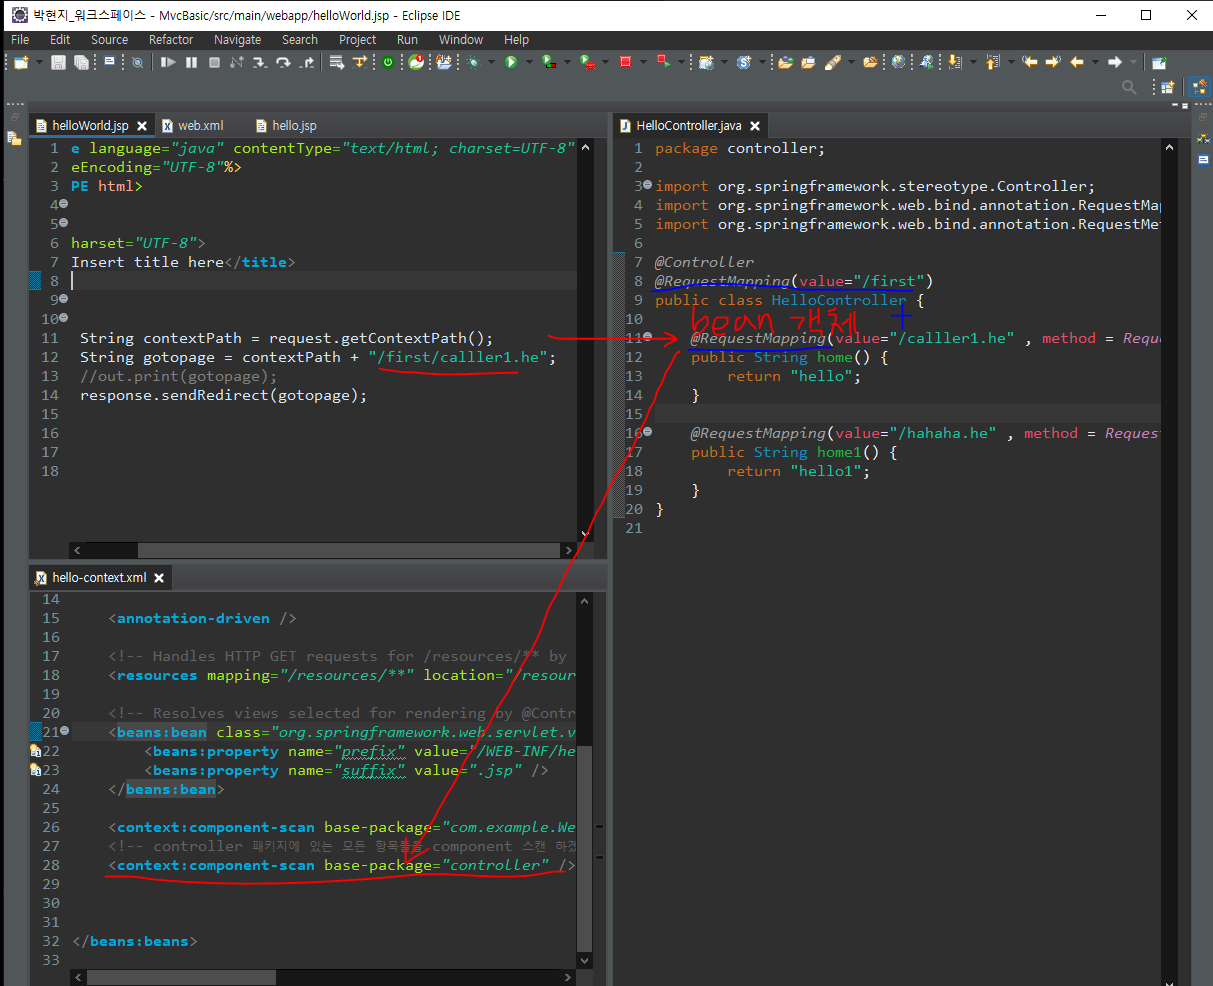 박현지_워크스페이스 - MvcBasic/src/main/webapp/helloWorld.jsp - Eclipse IDE
File Edit Source Refactor Navigate Search Project Run Window Help
helloWorld.jsp web.xml hello.jsp
1 e language="java" contentType="text/html; charset=UTF-8"
2 eEncoding="UTF-8"%>
3 PE html>
4
5
6 harset="UTF-8">
7 Insert title here</title>
8
9
10
11 String contextPath = request.getContextPath();
12 String gotopage = contextPath + "/first/calller1.he";
13 //out.print(gotopage);
14 response.sendRedirect(gotopage);
15
16
17
18
HelloController.java
1 package controller;
2
3 import org.springframework.stereotype.Controller;
4 import org.springframework.web.bind.annotation.RequestMap
5 import org.springframework.web.bind.annotation.RequestMe
6
7 @Controller
8 @RequestMapping(value="/first")
9 public class HelloController {
10
bean 객체 +
11 @RequestMapping(value="/calller1.he" , method = Reque
12 public String home() {
13 return "hello";
14 }
15
16 @RequestMapping(value="/hahaha.he" , method = Request
17 public String home1() {
18 return "hello1";
19 }
20 }
21
hello-context.xml
14
15 <annotation-driven />
16
17 <!-- Handles HTTP GET requests for /resources/** by
18 <resources mapping="/resources/**" location="/resour
19
20 <!-- Resolves views selected for rendering by @Contr
21 <beans:bean class="org.springframework.web.servlet.v
22 <beans:property name="prefix" value="/WEB-INF/he
23 <beans:property name="suffix" value=".jsp" />
24 </beans:bean>
25
26 <context:component-scan base-package="com.example.We
27 <!-- controller 패키지에 있는 모든 항목들을 component 스캔 하겠
28 <context:component-scan base-package="controller" />
29
30
31
32 </beans:beans>
33